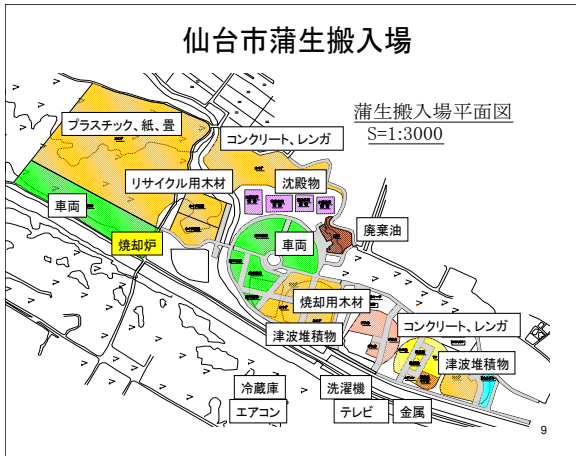 仙台市蒲生搬入場
蒲生搬入場平面図
S=1:3000
プラスチック、紙、畳
コンクリート、レンガ
リサイクル用木材
沈殿物
車両
焼却炉
車両
廃棄油
焼却用木材
コンクリート、レンガ
津波堆積物
津波堆積物
冷蔵庫
洗濯機
エアコン
テレビ
金属
9